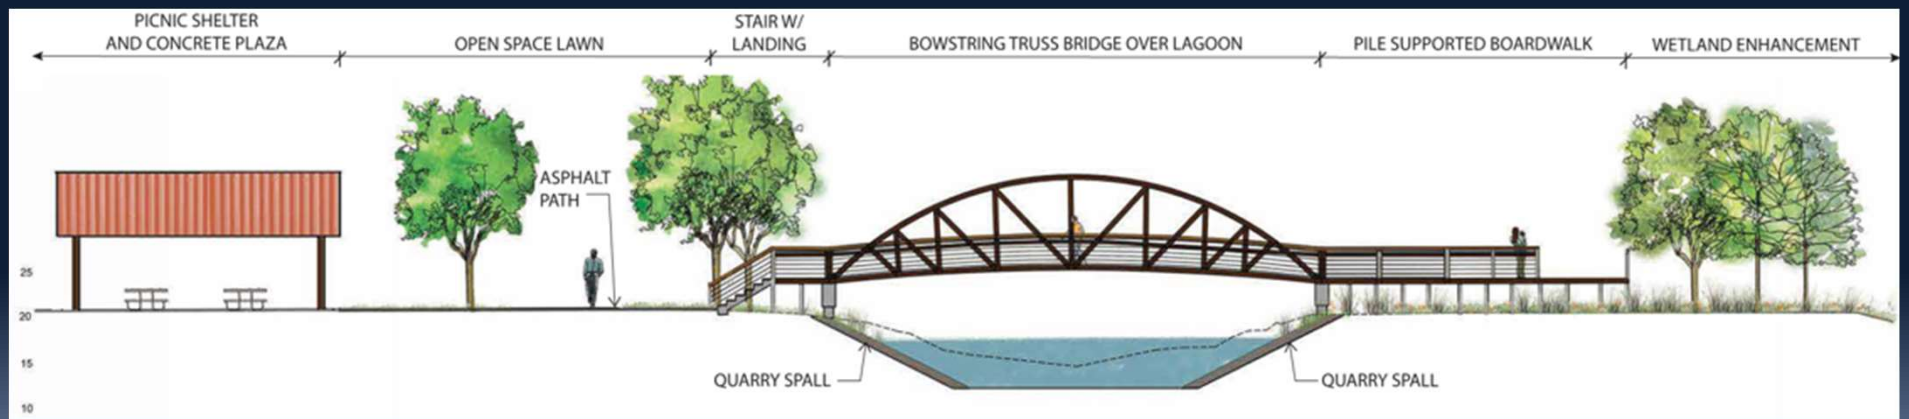 PICNIC SHELTER
AND CONCRETE PLAZA
OPEN SPACE LAWN
STAIR W/
LANDING
BOWSTRING TRUSS BRIDGE OVER LAGOON
PILE SUPPORTED BOARDWALK
WETLAND ENHANCEMENT
ASPHALT
PATH
25
20
15
10
QUARRY SPALL
QUARRY SPALL